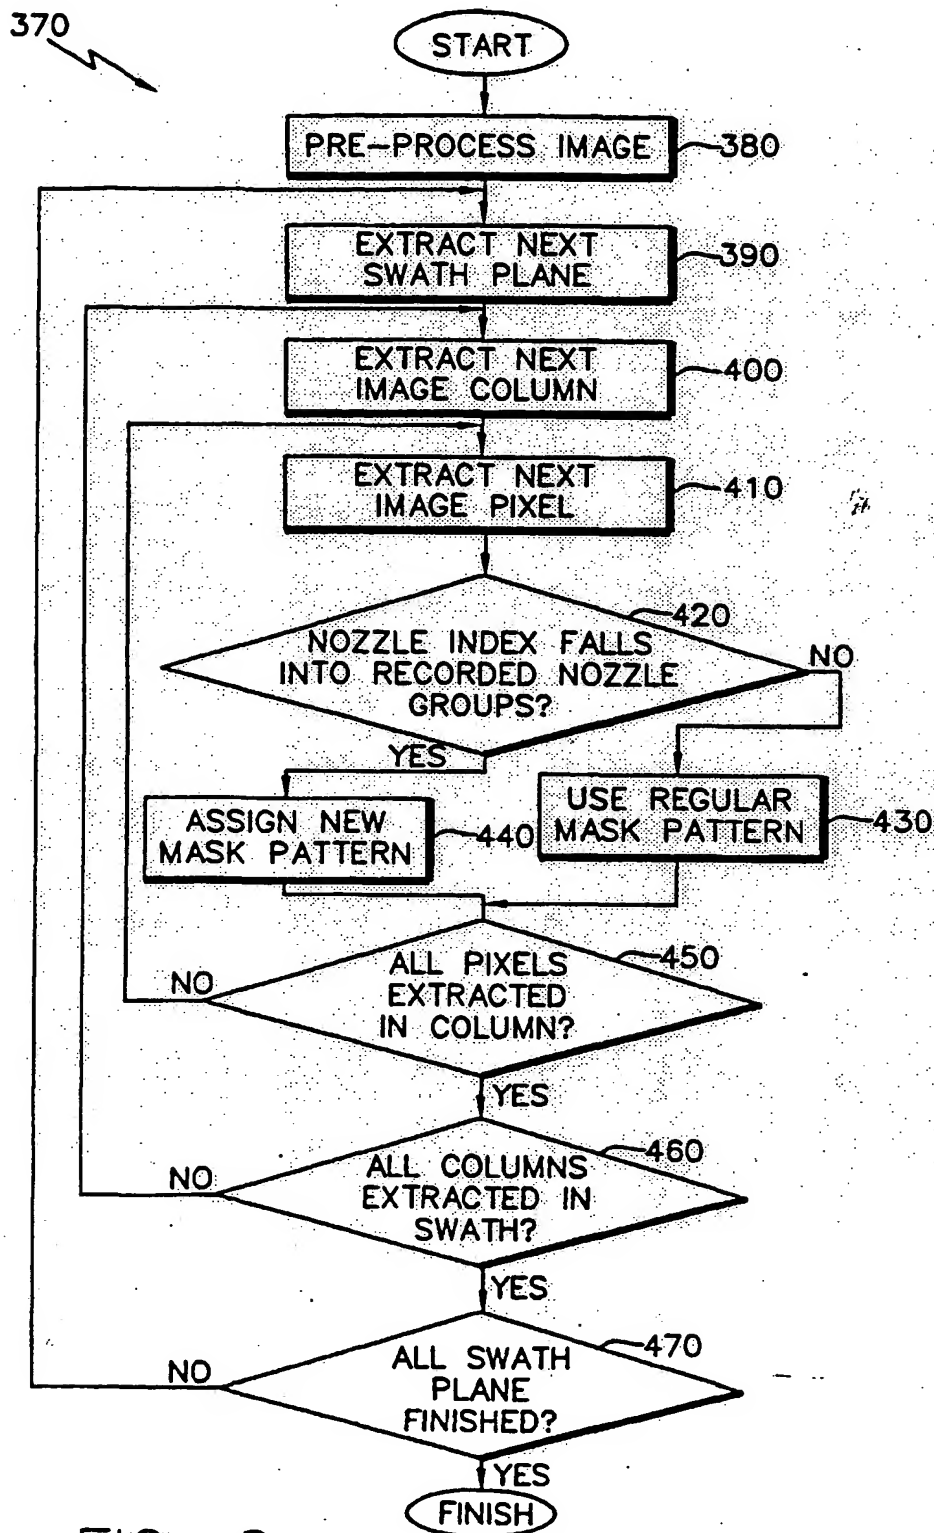 370
START
PRE-PROCESS IMAGE
380
EXTRACT NEXT
SWATH PLANE
390
EXTRACT NEXT
IMAGE COLUMN
400
EXTRACT NEXT
IMAGE PIXEL
410
420
NOZZLE INDEX FALLS
INTO RECORDED NOZZLE
GROUPS?
NO
YES
ASSIGN NEW
MASK PATTERN
440
USE REGULAR
MASK PATTERN
430
450
ALL PIXELS
EXTRACTED
IN COLUMN?
NO
YES
460
ALL COLUMNS
EXTRACTED IN
SWATH?
NO
YES
470
ALL SWATH
PLANE
FINISHED?
NO
YES
FINISH